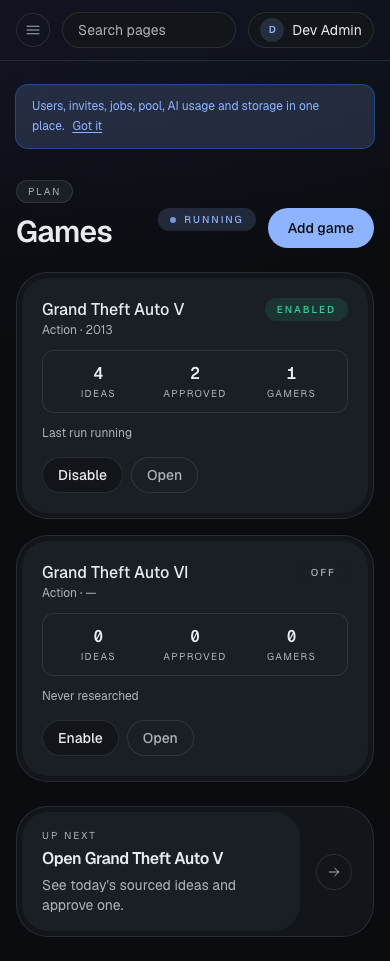 Search pages
D Dev Admin
Users, invites, jobs, pool, AI usage and storage in one
place. Got it
PLAN
Games
RUNNING
Add game
Grand Theft Auto V
ENABLED
Action · 2013
4 2 1
IDEAS APPROVED GAMERS
Last run running
Disable Open
Grand Theft Auto VI
OFF
Action · —
0 0 0
IDEAS APPROVED GAMERS
Never researched
Enable Open
UP NEXT
Open Grand Theft Auto V
See today's sourced ideas and
approve one.